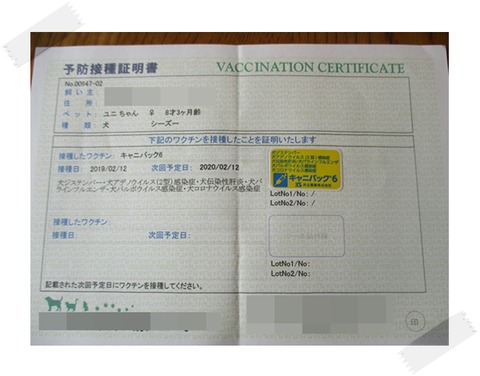 予防接種証明書 VACCINATION CERTIFICATE
No.00947-02
飼い主:
住所:
ペット: ユニちゃん ♀ 8才3ヶ月齢
種類: 犬 シーズー
下記のワクチンを接種したことを証明いたします
接種したワクチン: キャニバック6
接種日: 2019/02/12 次回予定日: 2020/02/12
犬ジステンパー・犬アデノウイルス(2型)感染症・犬伝染性肝炎・犬パ
ラインフルエンザ・犬パルボウイルス感染症・犬コロナウイルス感染症
キャニバック6
LotNo1/No: /
LotNo2/No: /
接種したワクチン:
接種日: 次回予定日:
LotNo1/No:
LotNo2/No:
記載された次回予定日にワクチンを接種してください。